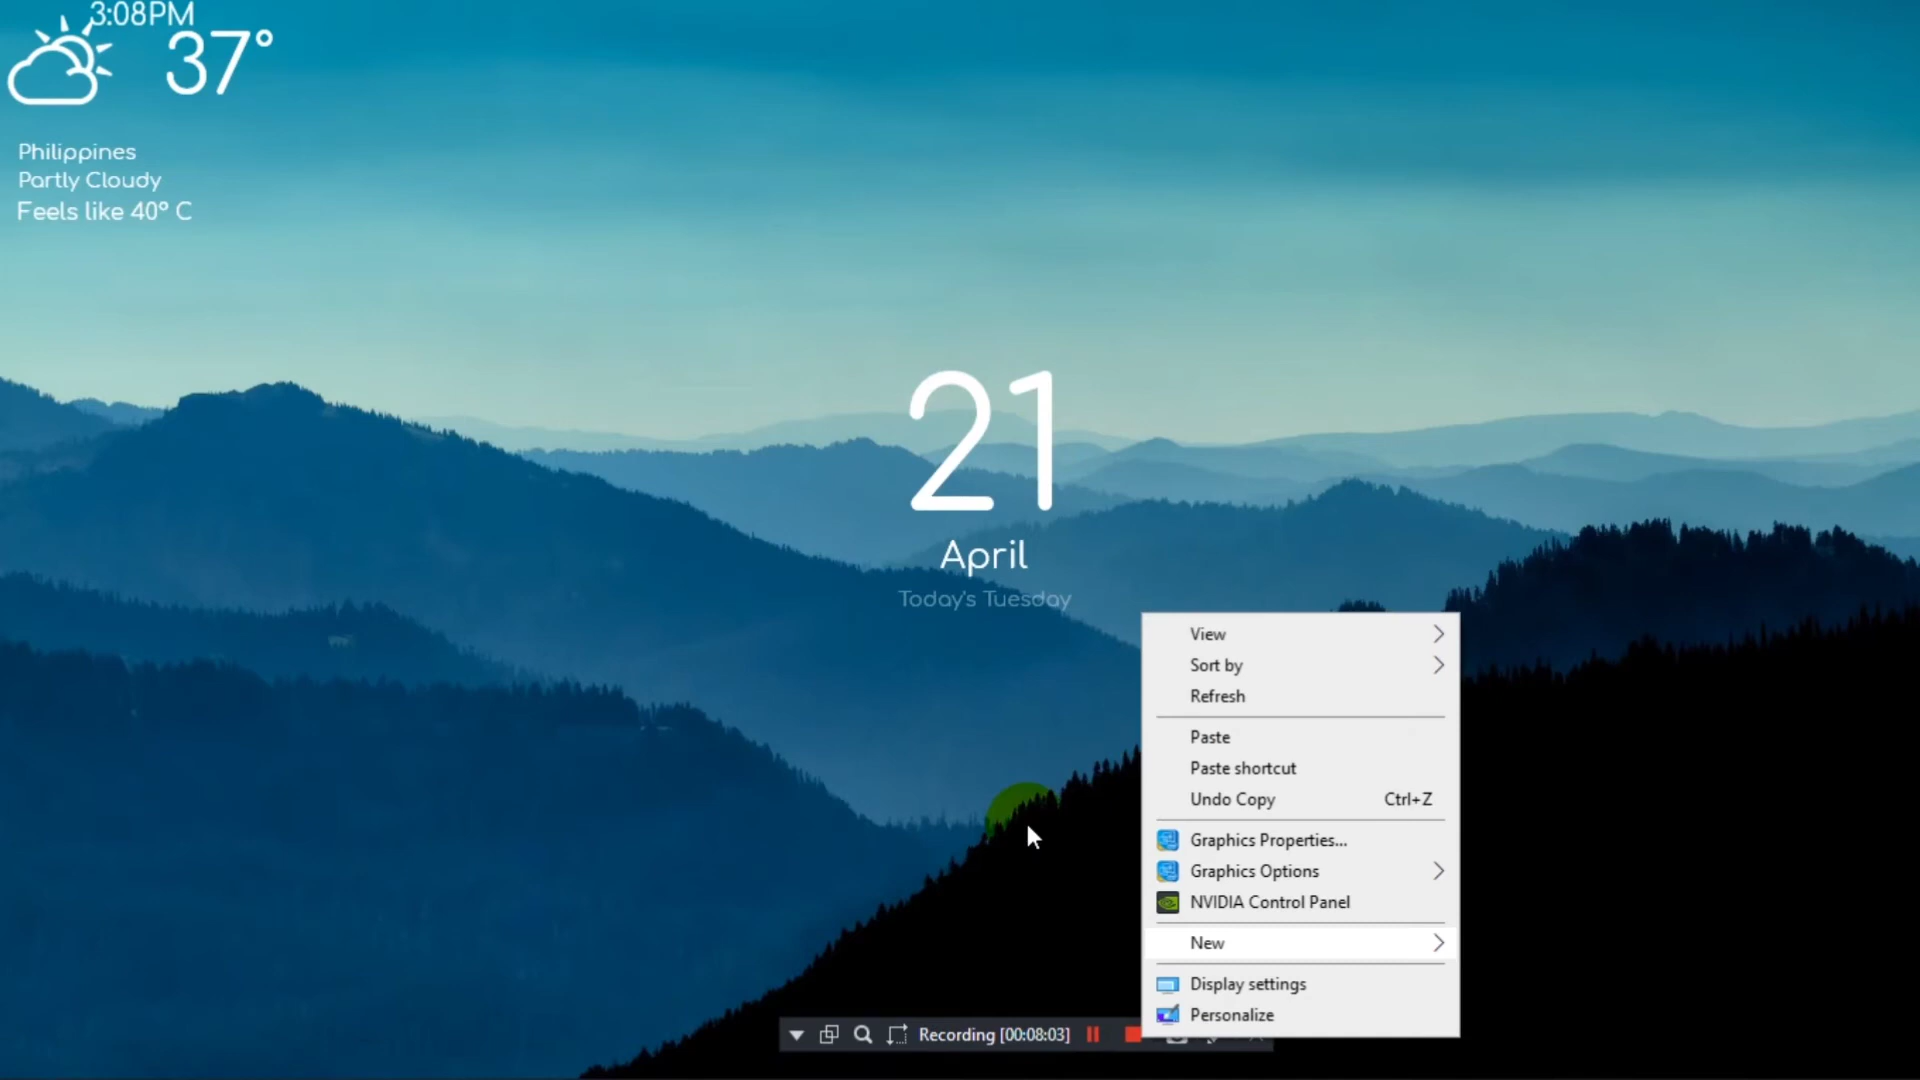 3:08PM
37°
Philippines
Partly Cloudy
Feels like 40° C
21
April
Today's Tuesday
View
Sort by
Refresh
Paste
Paste shortcut
Undo Copy Ctrl+Z
Graphics Properties...
Graphics Options
NVIDIA Control Panel
New
Display settings
Personalize
Recording [00:08:03]